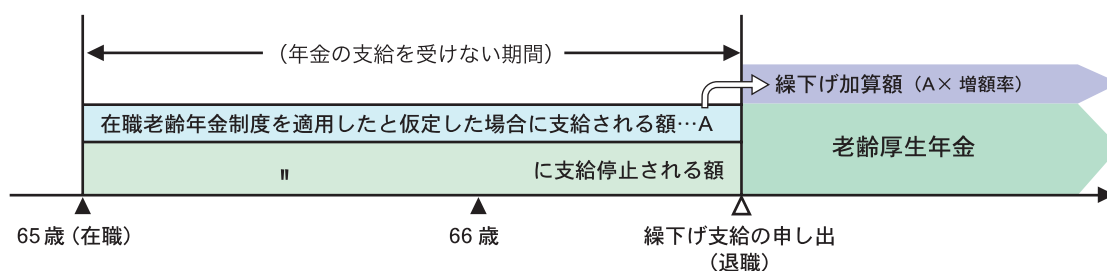 （年金の支給を受けない期間）
繰下げ加算額（A×増額率）
在職老齢年金制度を適用したと仮定した場合に支給される額…A
老齢厚生年金
〃 に支給停止される額
65歳（在職）
66歳
繰下げ支給の申し出
（退職）